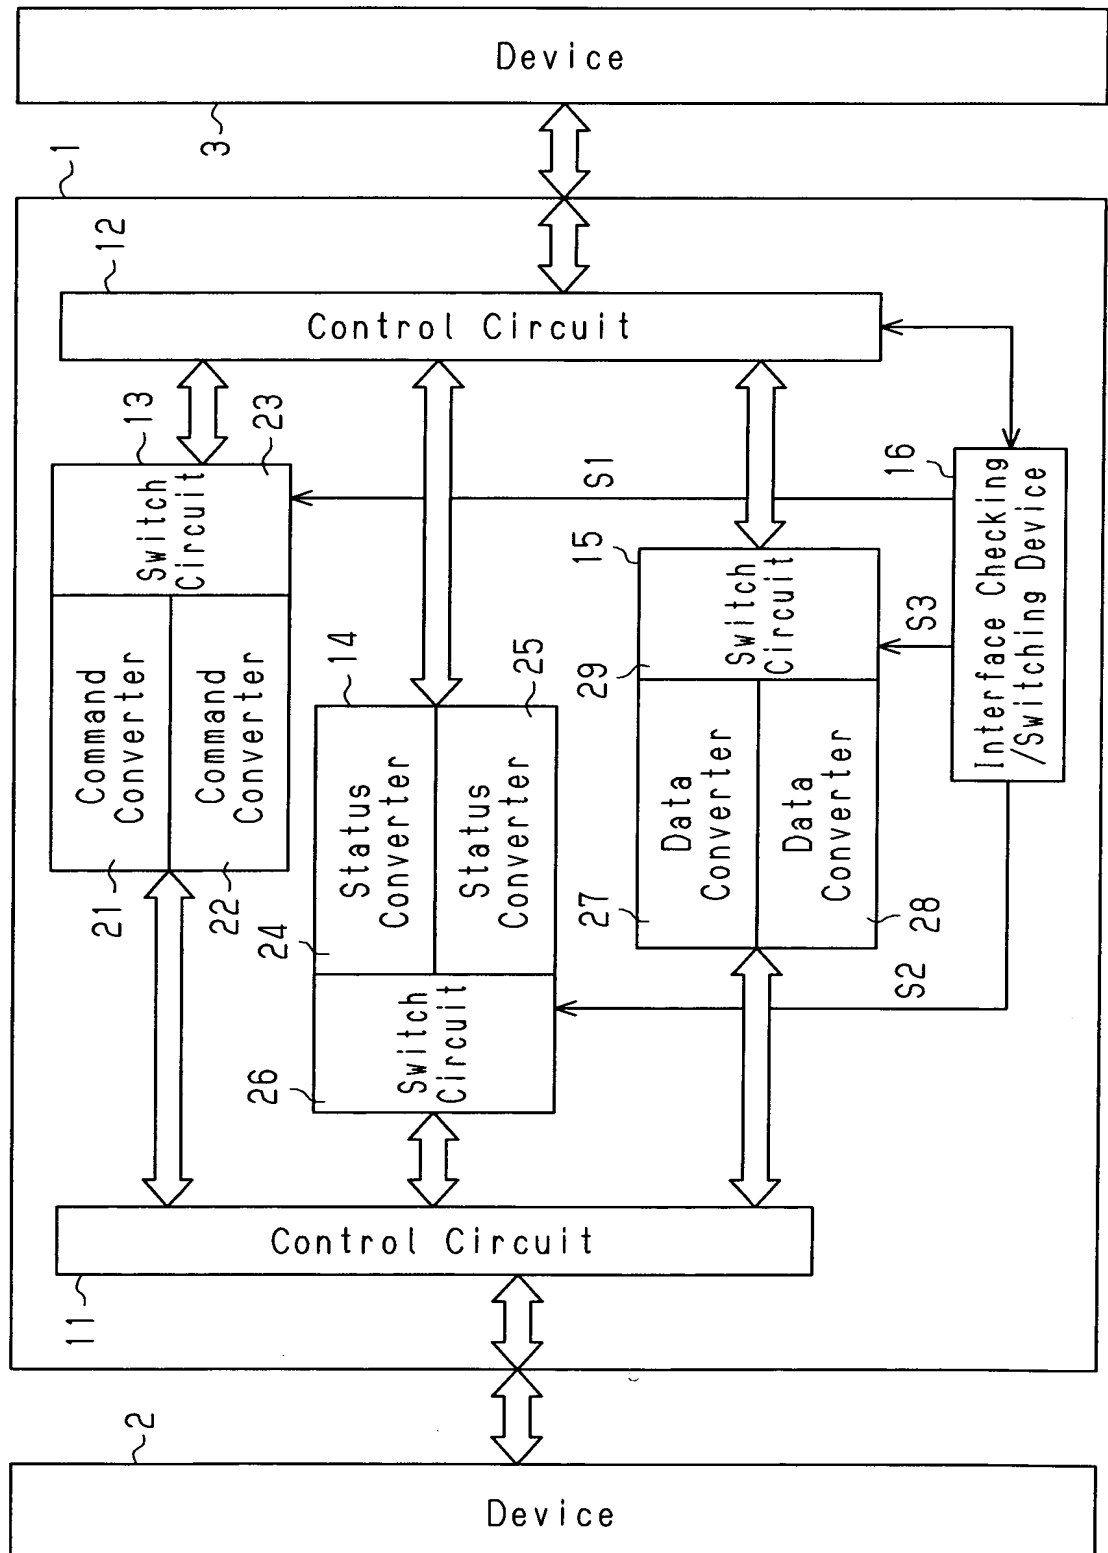 Device
3
1
12
Control Circuit
13
23
Switch
Circuit
Command
Converter
Command
Converter
21
22
S1
16
Interface Checking
/Switching Device
15
Switch
Circuit
29
S3
14
25
Status
Converter
Status
Converter
24
Data
Converter
Data
Converter
27
28
S2
Switch
Circuit
26
Control Circuit
11
2
Device